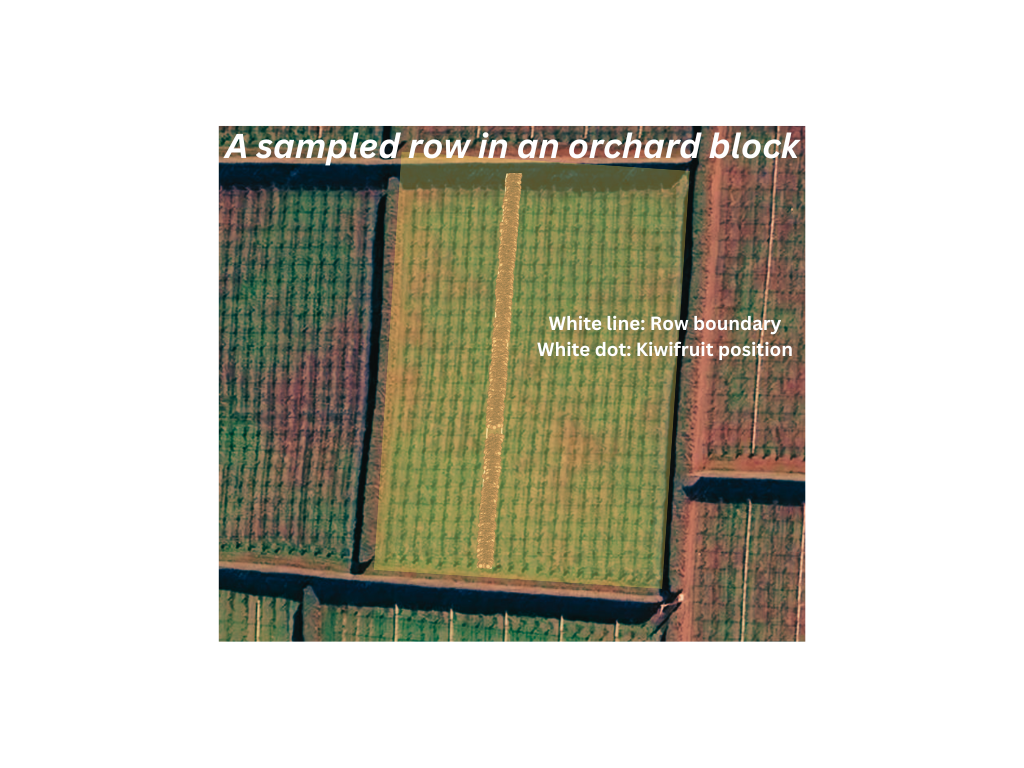 A sampled row in an orchard block
White line: Row boundary
White dot: Kiwifruit position